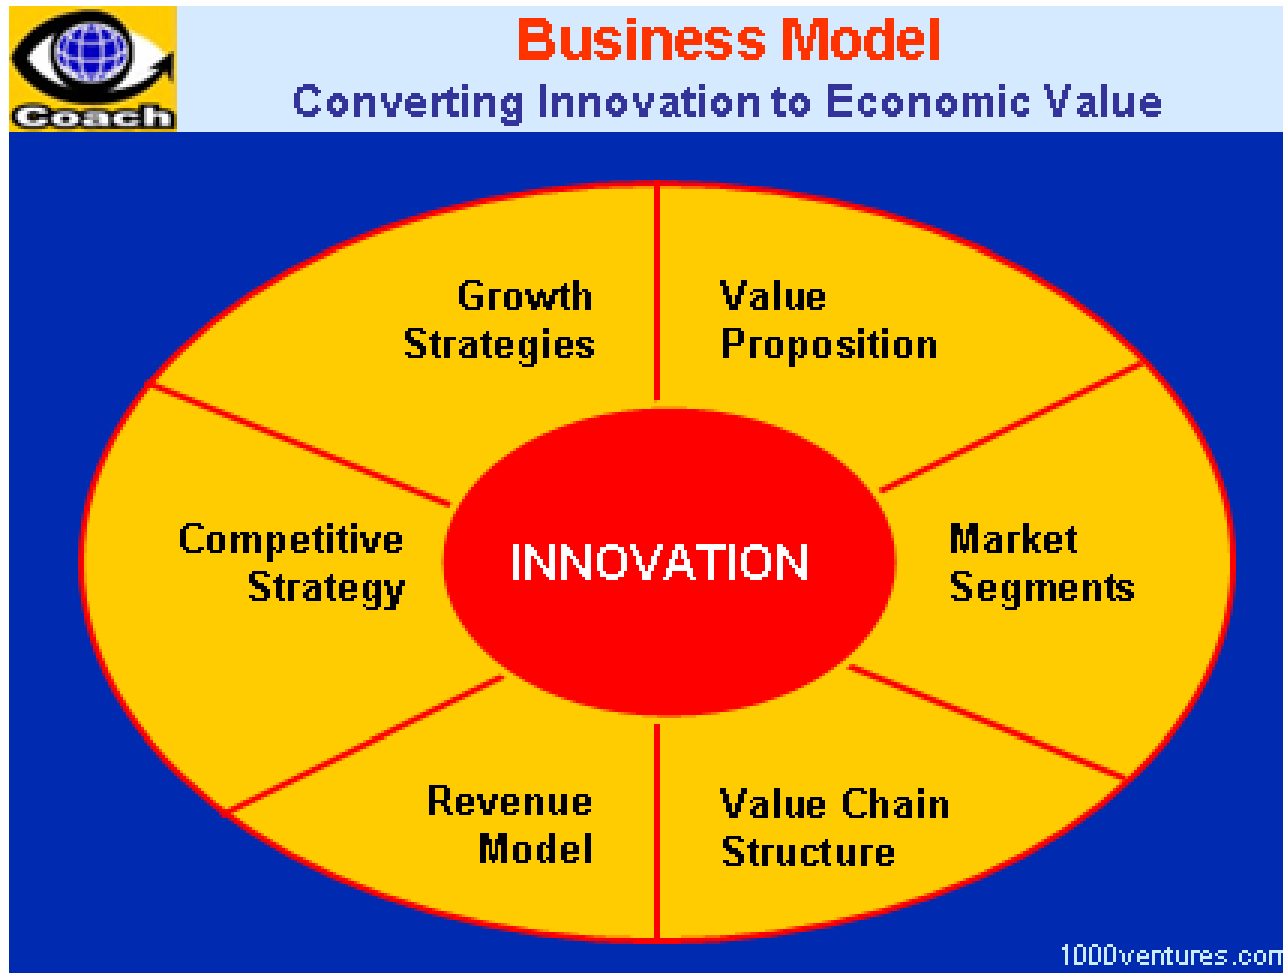 Coach
Business Model
Converting Innovation to Economic Value
Growth
Strategies
Value
Proposition
Competitive
Strategy
INNOVATION
Market
Segments
Revenue
Model
Value Chain
Structure
1000ventures.com